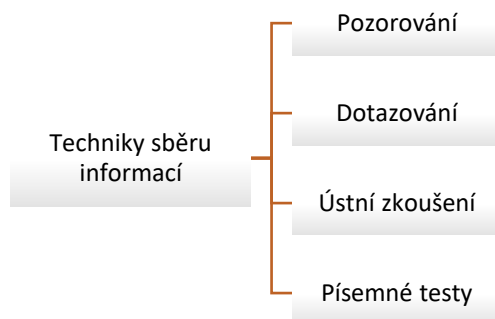 Techniky sběru
informací
Pozorování
Dotazování
Ústní zkoušení
Písemné testy